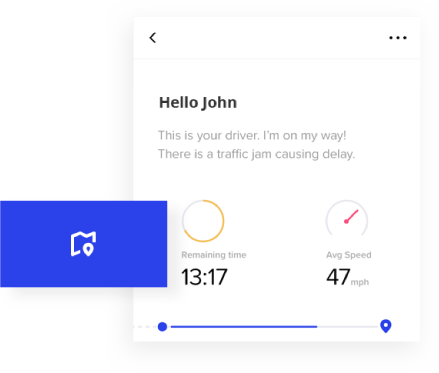 Hello John
This is your driver. I'm on my way!
There is a traffic jam causing delay.
Remaining time
13:17
Avg Speed
47 mph